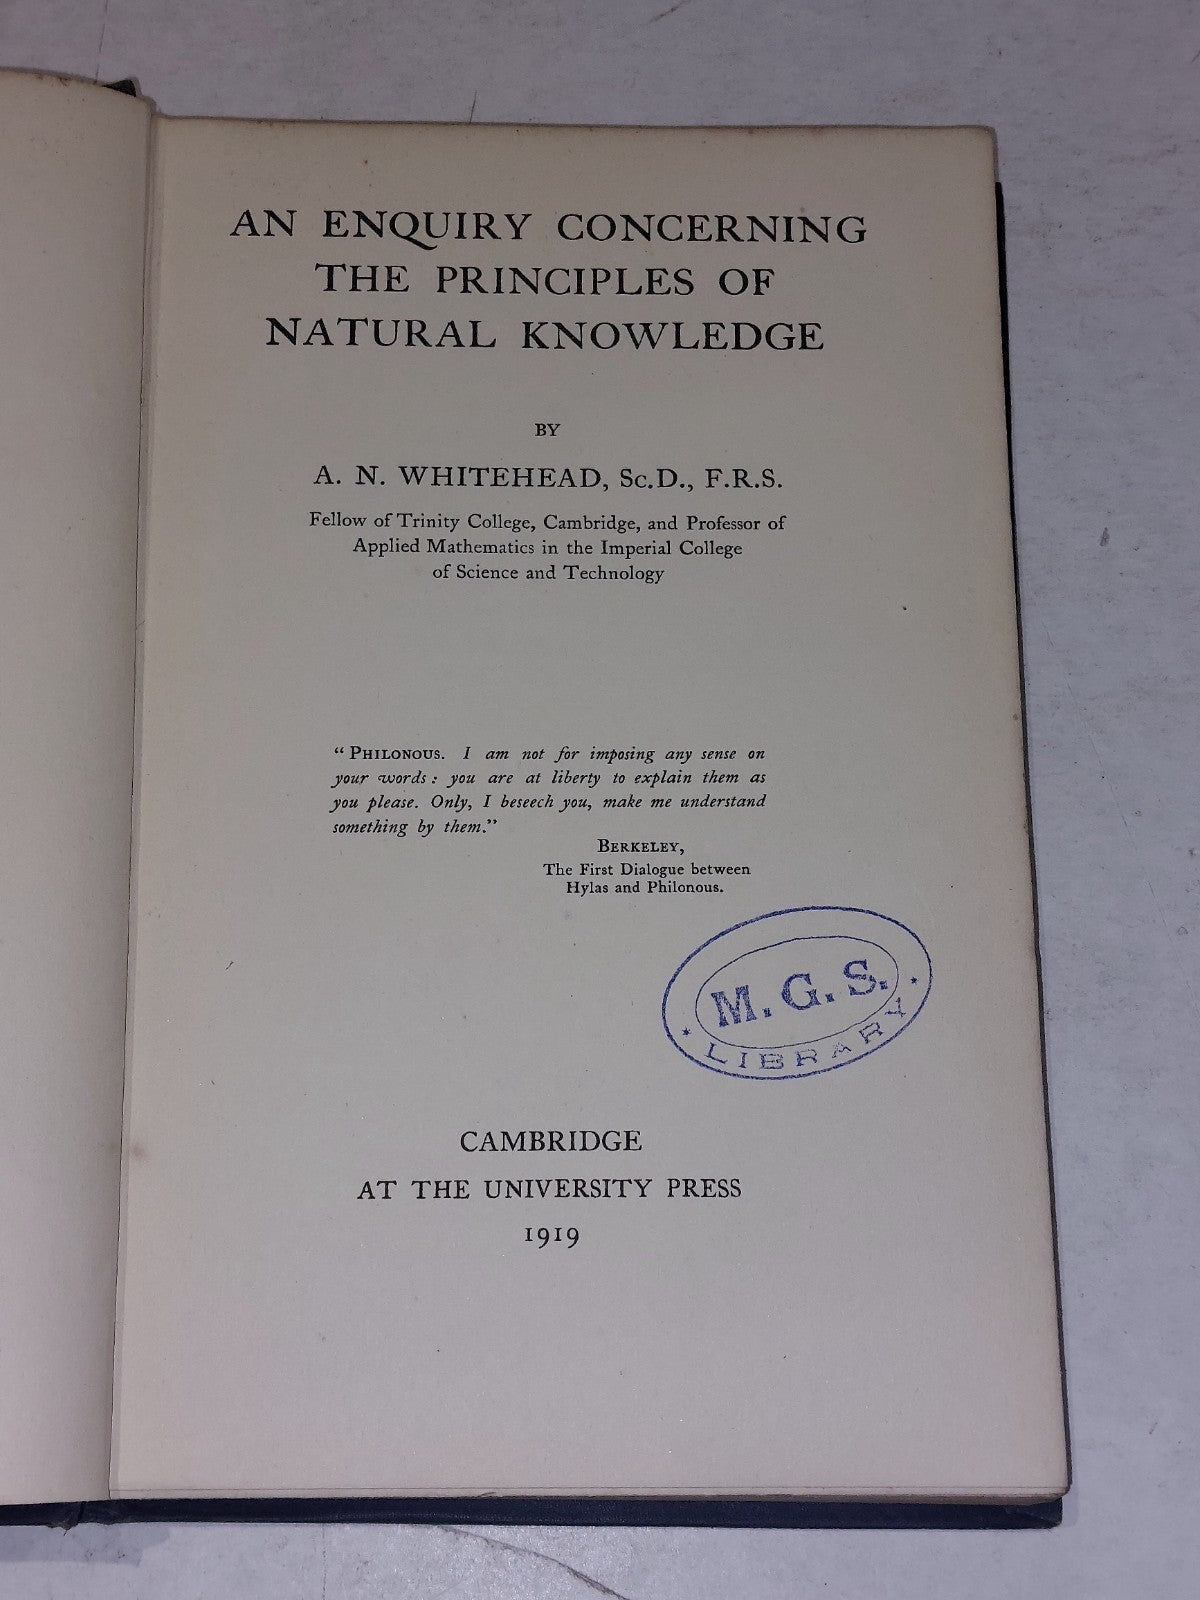 AN ENQUIRY CONCERNING
THE PRINCIPLES OF
NATURAL KNOWLEDGE
BY
A. N. WHITEHEAD, Sc.D., F.R.S.
Fellow of Trinity College, Cambridge, and Professor of
Applied Mathematics in the Imperial College
of Science and Technology
“PHILONOUS. I am not for imposing any sense on
your words: you are at liberty to explain them as
you please. Only, I beseech you, make me understand
something by them.”
BERKELEY,
The First Dialogue between
Hylas and Philonous.
M. G. S.
LIBRARY
CAMBRIDGE
AT THE UNIVERSITY PRESS
1919